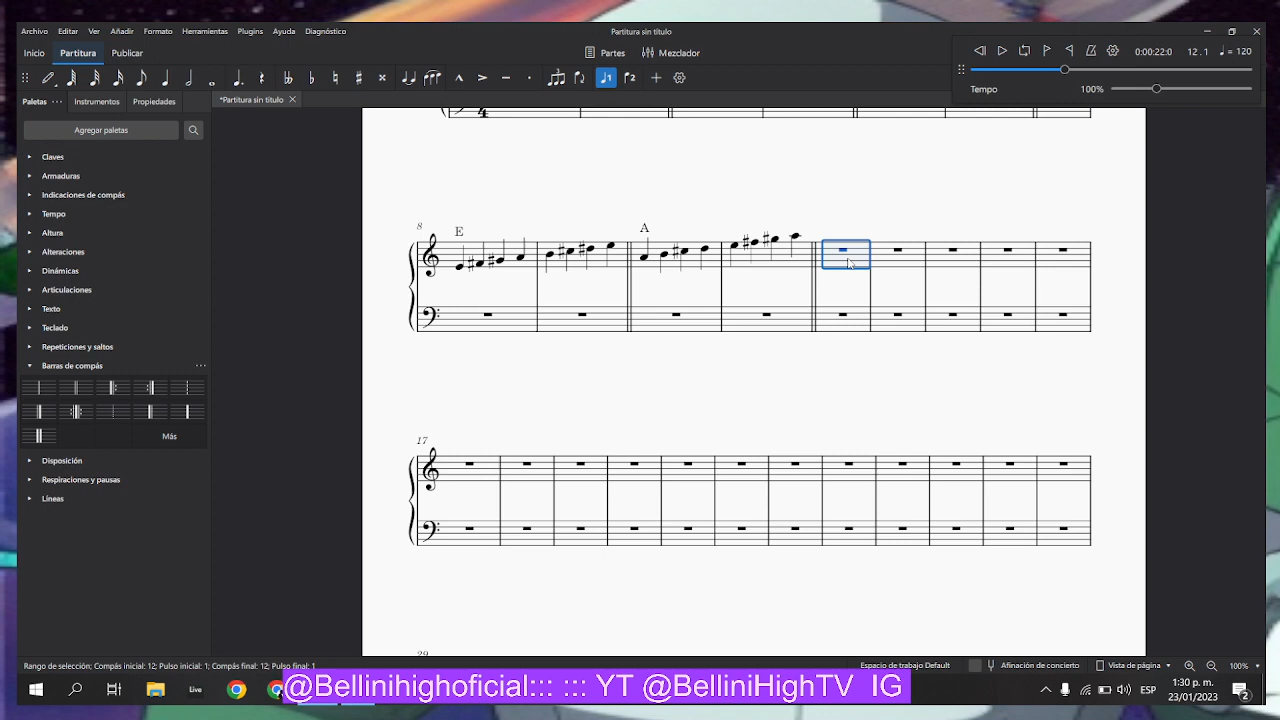 Archivo Editar Ver Añadir Formato Herramientas Plugins Ayuda Diagnóstico
Partitura sin título
Inicio Partitura Publicar
Partes Mezclador
0:00:22:0 12 . 1 = 120
Tempo 100%
Paletas Instrumentos Propiedades
*Partitura sin título
Agregar paletas
Claves
Armaduras
Indicaciones de compás
Tempo
Altura
Alteraciones
Dinámicas
Articulaciones
Texto
Teclado
Repeticiones y saltos
Barras de compás
Más
Disposición
Respiraciones y pausas
Líneas
4
8
E A
17
29
Rango de selección; Compás inicial: 12; Pulso inicial: 1; Compás final: 12; Pulso final: 1
Espacio de trabajo Default Afinación de concierto Vista de página 100%
Live
@Bellinihighoficial::: ::: YT @BelliniHighTV IG
ESP
1:30 p. m.
23/01/2023
2